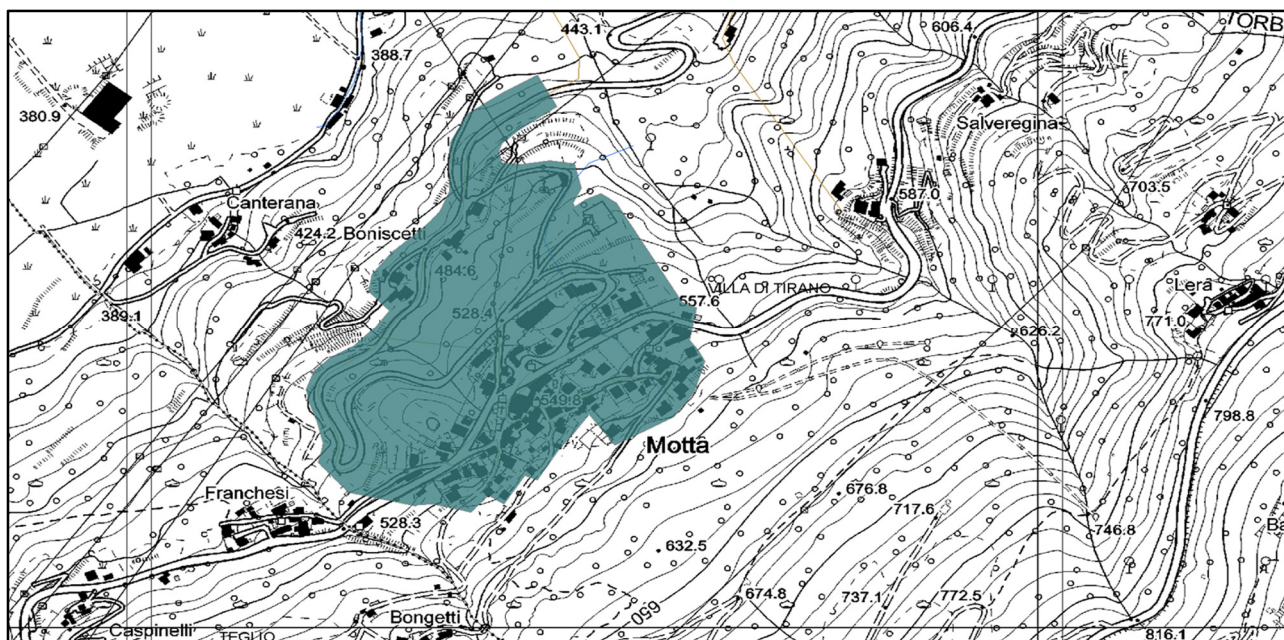 TORB
443.1
606.4
388.7
380.9
Salveregina
703.5
587.0
Canterana
424.2 Boniscetti
484.6
VILLA DI TIRANO
Lera
557.6
528.4
389.1
771.0
626.2
549.8
798.8
Motta
Franchesi
676.8
717.6
528.3
746.8
Ba
632.5
674.8
650
737.1
772.5
Bongetti
Caspinelli
TEGLIO
816.1